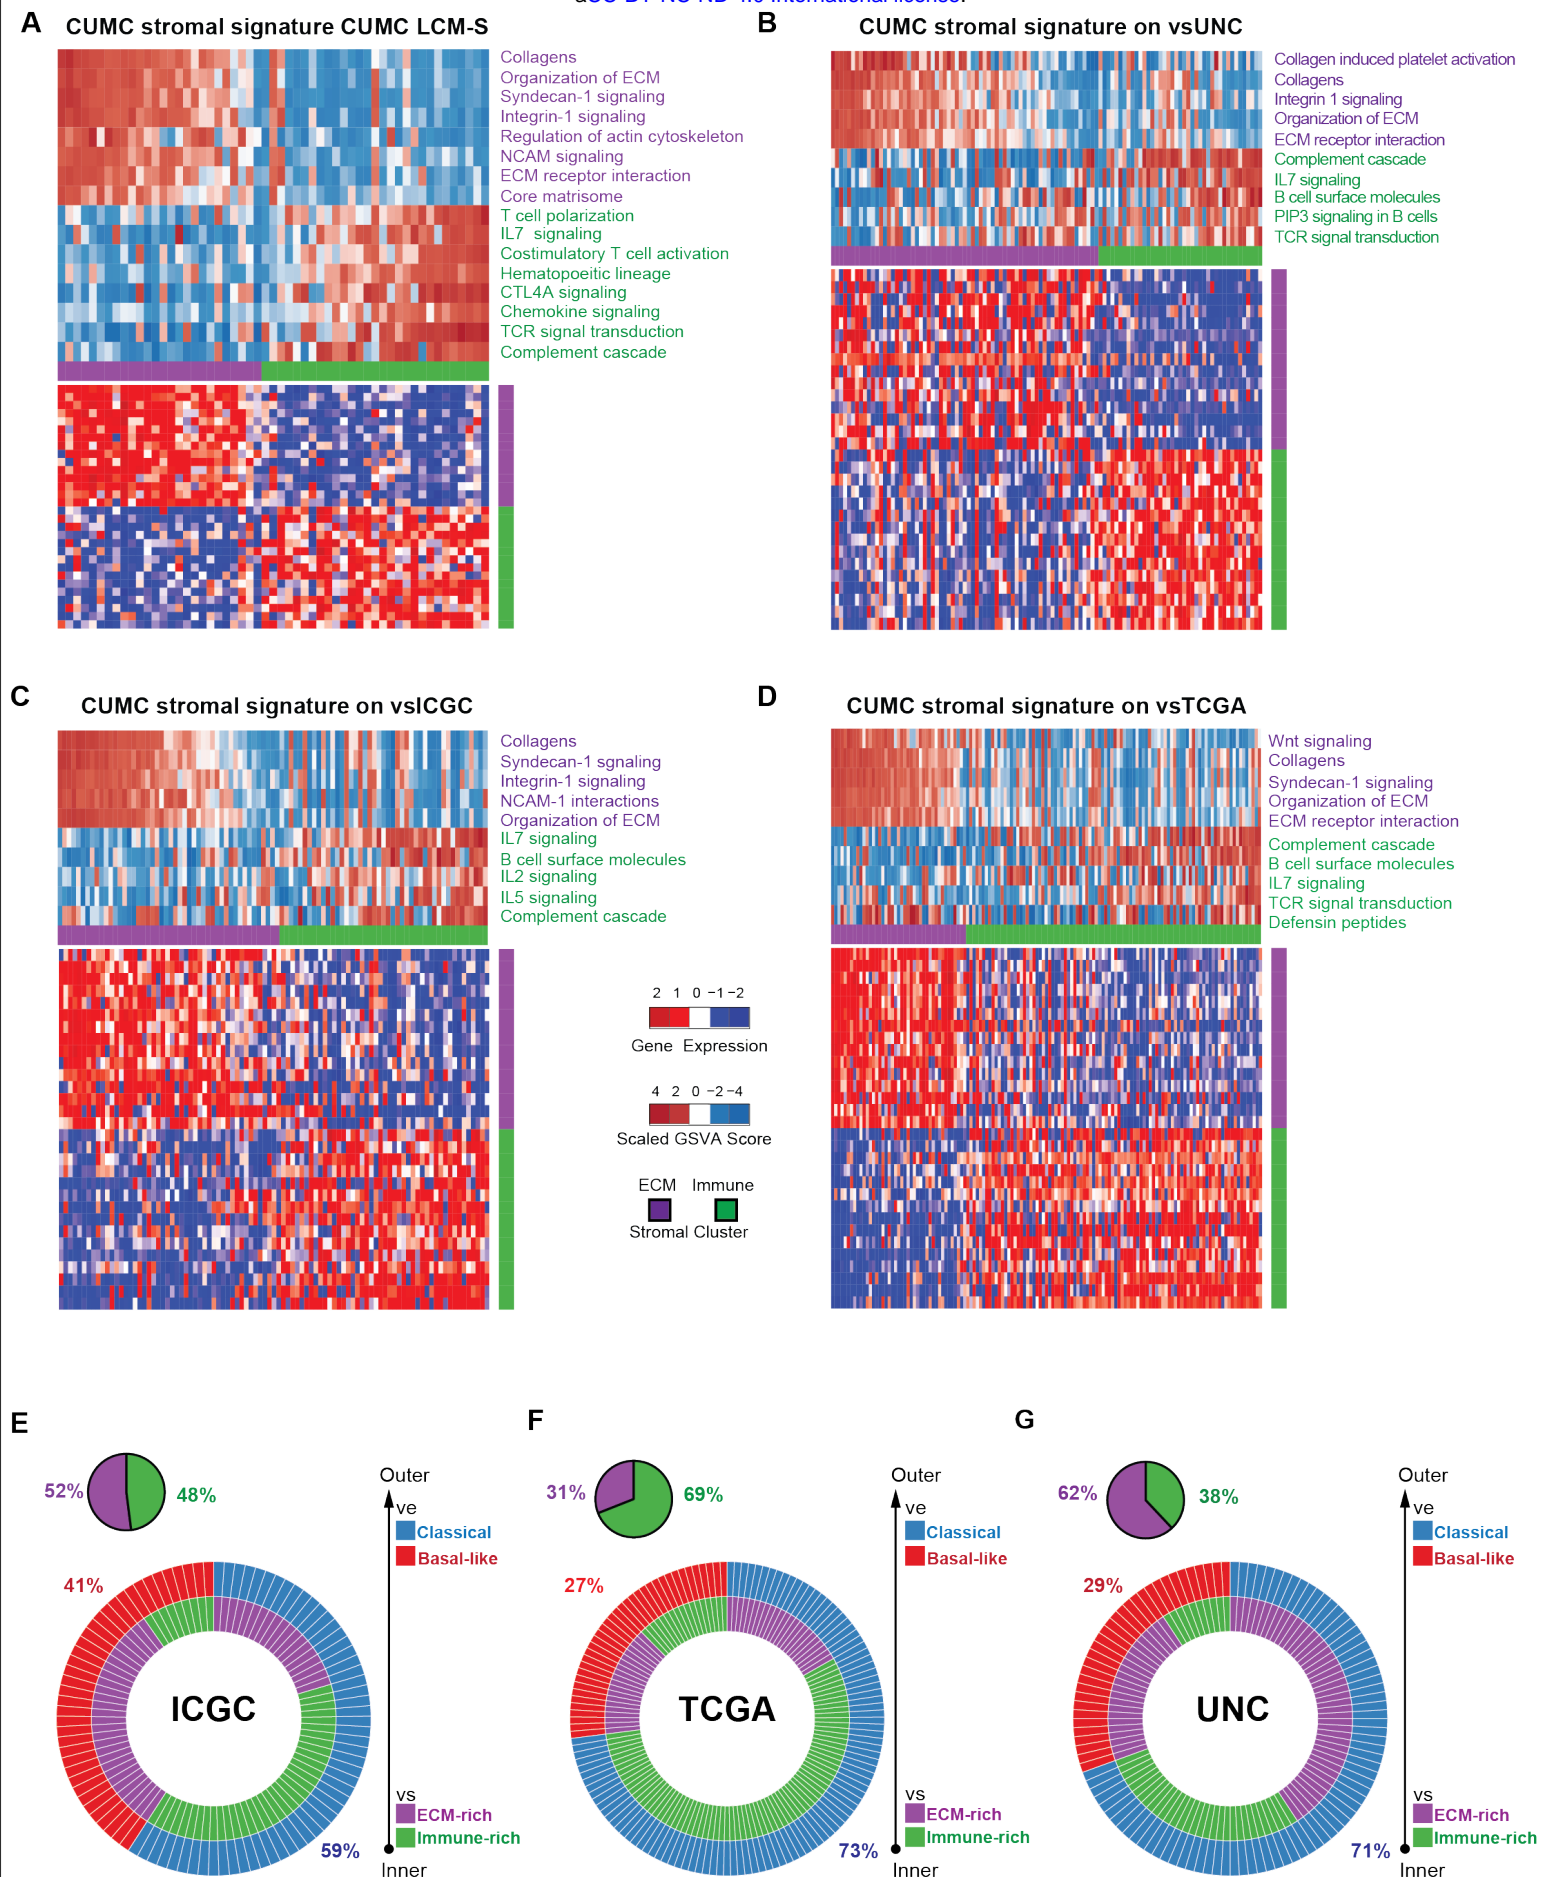 A
CUMC stromal signature CUMC LCM-S
Collagens
Organization of ECM
Syndecan-1 signaling
Integrin-1 signaling
Regulation of actin cytoskeleton
NCAM signaling
ECM receptor interaction
Core matrisome
T cell polarization
IL7 signaling
Costimulatory T cell activation
Hematopoeitic lineage
CTL4A signaling
Chemokine signaling
TCR signal transduction
Complement cascade
B
CUMC stromal signature on vsUNC
Collagen induced platelet activation
Collagens
Integrin 1 signaling
Organization of ECM
ECM receptor interaction
Complement cascade
IL7 signaling
B cell surface molecules
PIP3 signaling in B cells
TCR signal transduction
C
CUMC stromal signature on vsICGC
Collagens
Syndecan-1 sgnaling
Integrin-1 signaling
NCAM-1 interactions
Organization of ECM
IL7 signaling
B cell surface molecules
IL2 signaling
IL5 signaling
Complement cascade
2 1 0 −1 −2
Gene Expression
4 2 0 −2 −4
Scaled GSVA Score
ECM Immune
Stromal Cluster
D
CUMC stromal signature on vsTCGA
Wnt signaling
Collagens
Syndecan-1 signaling
Organization of ECM
ECM receptor interaction
Complement cascade
B cell surface molecules
IL7 signaling
TCR signal transduction
Defensin peptides
E
52%
48%
41%
59%
ICGC
Outer
ve
Classical
Basal-like
vs
ECM-rich
Immune-rich
Inner
F
31%
69%
27%
73%
TCGA
Outer
ve
Classical
Basal-like
vs
ECM-rich
Immune-rich
Inner
G
62%
38%
29%
71%
UNC
Outer
ve
Classical
Basal-like
vs
ECM-rich
Immune-rich
Inner